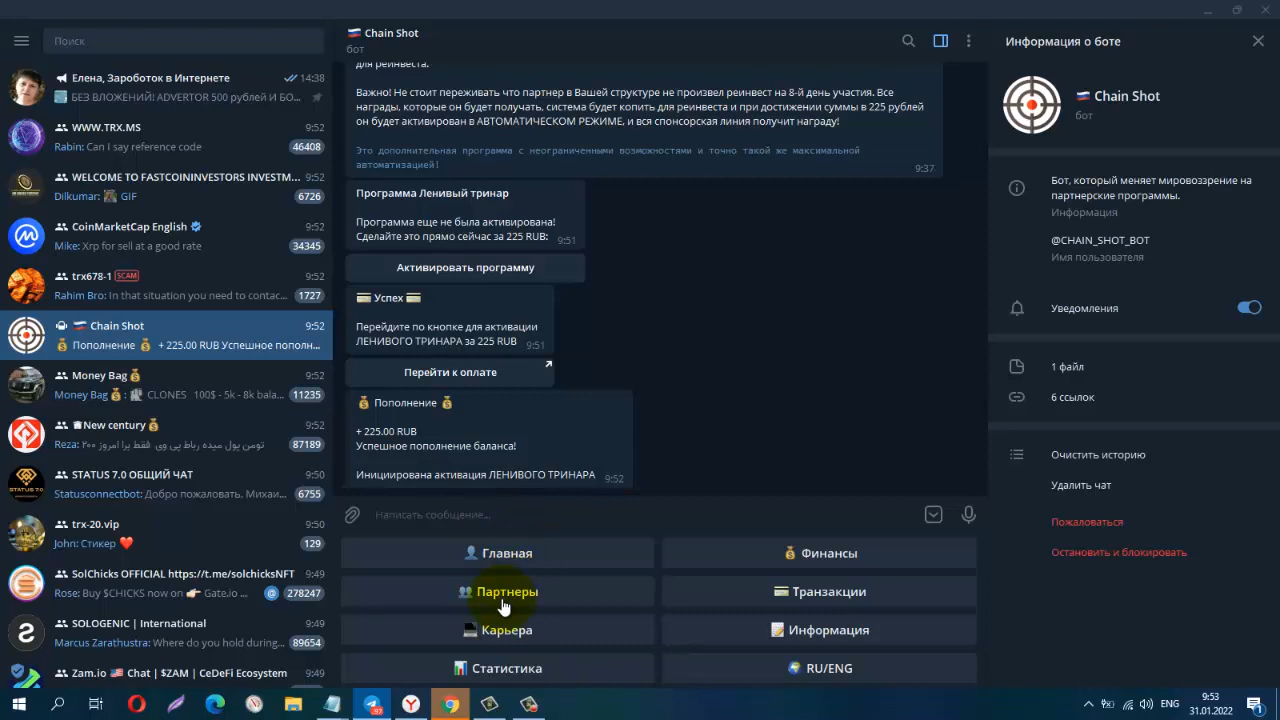 Поиск
Елена, Зароботок в Интернете 14:38
БЕЗ ВЛОЖЕНИЙ! ADVERTOR 500 рублей И БО...
WWW.TRX.MS 9:52
Rabin: Can I say reference code 46408
WELCOME TO FASTCOININVEST3RS INVESTM... 9:52
Dilkumar: GIF 6726
CoinMarketCap English 9:52
Mike: Xrp for sell at a good rate 34345
trx678-1 SCAM 9:52
Rahim Bro: In that situation you need to contac... 1727
Chain Shot 9:52
Пополнение + 225.00 RUB Успешное пополн...
Money Bag 9:52
Money Bag : CLONES 100$ - 5k - 8k bala... 11235
New century 9:52
Reza: تومن پول میده رباط پی وی فقط برا آمروز ۲۰۰ 87189
STATUS 7.0 ОБЩИЙ ЧАТ 9:50
Statusconnectbot: Добро пожаловать, Михаи... 6755
trx-20.vip 9:50
John: Стикер 129
SolChicks OFFICIAL https://t.me/solchicksNFT 9:49
Rose: Buy $CHICKS now on Gate.io ... @ 278247
SOLOGENIC | International 9:49
Marcus Zarathustra: Where do you hold during... 89654
Zam.io Chat | $ZAM | CeDeFi Ecosystem 9:49
Chain Shot
бот
для реинвеста.
Важно! Не стоит переживать что партнер в Вашей структуре не произвел реинвест на 8-й день участия. Все
награды, которые он будет получать, система будет копить для реинвеста и при достижении суммы в 225 рублей
он будет активирован в АВТОМАТИЧЕСКОМ РЕЖИМЕ, и вся спонсорская линия получит награду!
Это дополнительная программа с неограниченными возможностями и точно такой же максимальной
автоматизацией!
9:37
Программа Ленивый тринар
Программа еще не была активирована!
Сделайте это прямо сейчас за 225 RUB: 9:51
Активировать программу
Успех
Перейдите по кнопке для активации
ЛЕНИВОГО ТРИНАРА за 225 RUB 9:51
Перейти к оплате
Пополнение
+ 225.00 RUB
Успешное пополнение баланса!
Инициирована активация ЛЕНИВОГО ТРИНАРА 9:52
Написать сообщение...
Главная
Финансы
Партнеры
Транзакции
Карьера
Информация
Статистика
RU/ENG
Информация о боте
Chain Shot
бот
Бот, который меняет мировоззрение на
партнерские программы.
Информация
@CHAIN_SHOT_BOT
Имя пользователя
Уведомления
1 файл
6 ссылок
Очистить историю
Удалить чат
Пожаловаться
Остановить и блокировать
97
ENG
9:53
31.01.2022
1